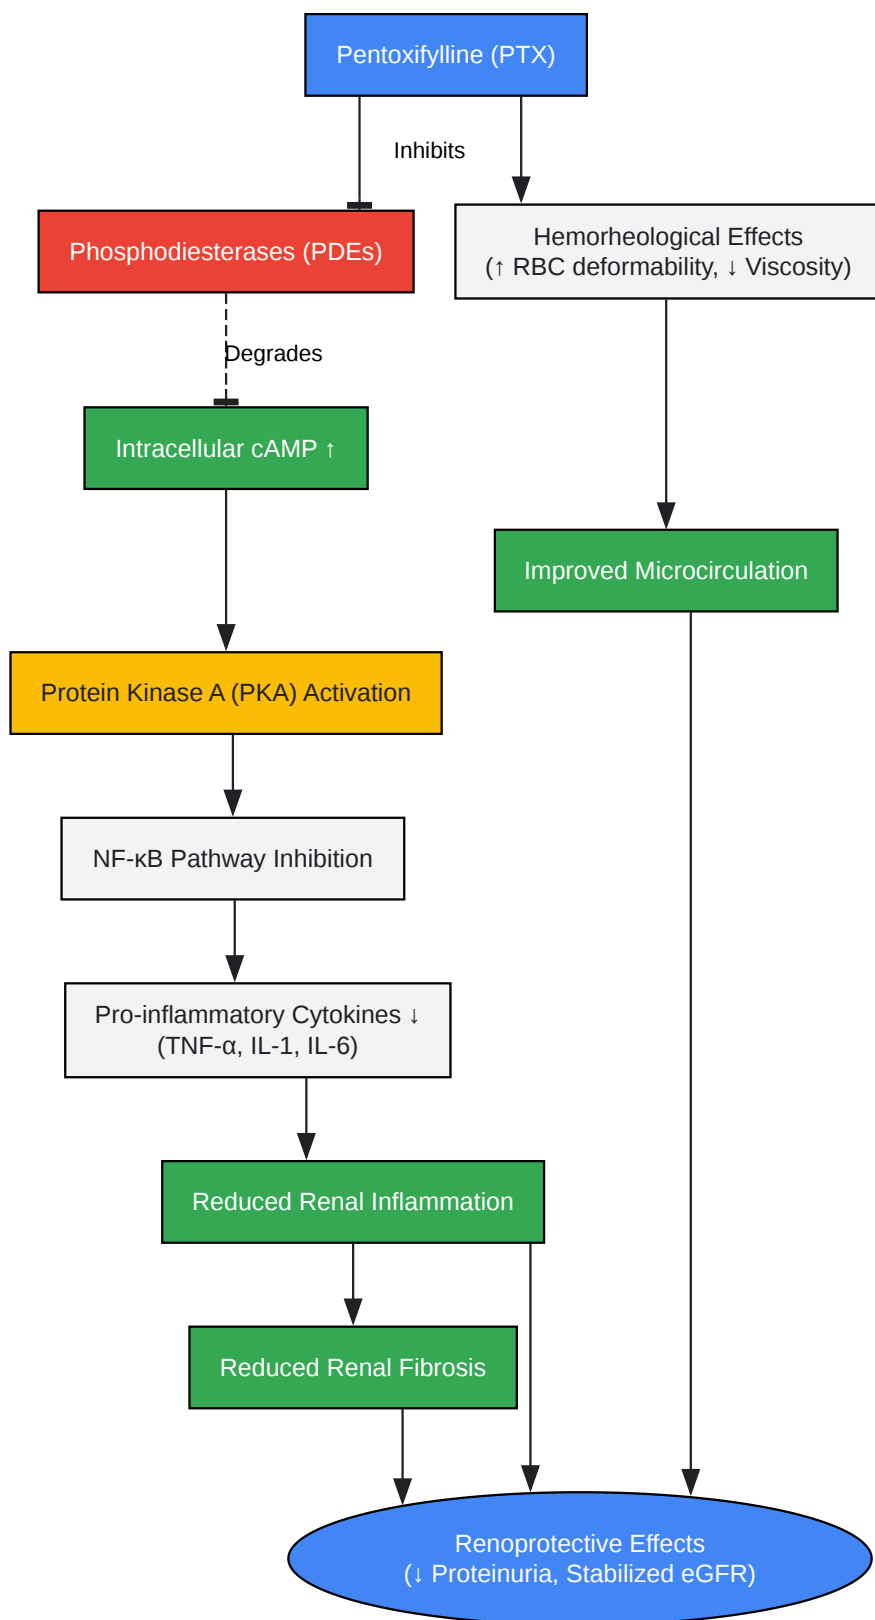 Pentoxifylline (PTX)
Inhibits
Phosphodiesterases (PDEs)
Hemorheological Effects
(↑ RBC deformability, ↓ Viscosity)
Degrades
Intracellular cAMP ↑
Improved Microcirculation
Protein Kinase A (PKA) Activation
NF-κB Pathway Inhibition
Pro-inflammatory Cytokines ↓
(TNF-α, IL-1, IL-6)
Reduced Renal Inflammation
Reduced Renal Fibrosis
Renoprotective Effects
(↓ Proteinuria, Stabilized eGFR)